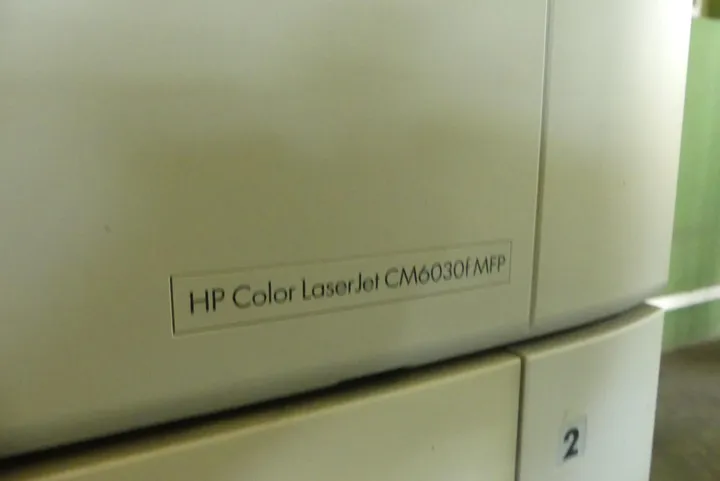 HP Color LaserJet CM6030f MFP
2